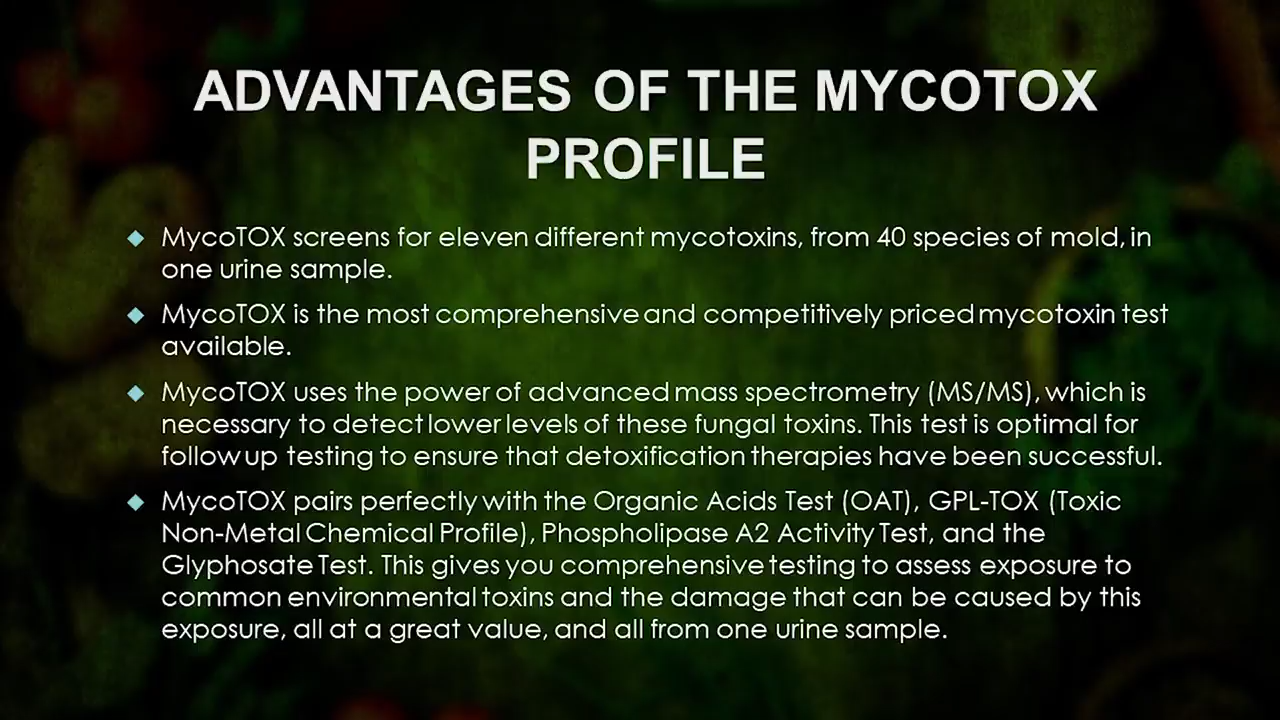 ADVANTAGES OF THE MYCOTOX
PROFILE
MycoTOX screens for eleven different mycotoxins, from 40 species of mold, in
one urine sample.
MycoTOX is the most comprehensive and competitively priced mycotoxin test
available.
MycoTOX uses the power of advanced mass spectrometry (MS/MS), which is
necessary to detect lower levels of these fungal toxins. This test is optimal for
follow up testing to ensure that detoxification therapies have been successful.
MycoTOX pairs perfectly with the Organic Acids Test (OAT), GPL-TOX (Toxic
Non-Metal Chemical Profile), Phospholipase A2 Activity Test, and the
Glyphosate Test. This gives you comprehensive testing to assess exposure to
common environmental toxins and the damage that can be caused by this
exposure, all at a great value, and all from one urine sample.